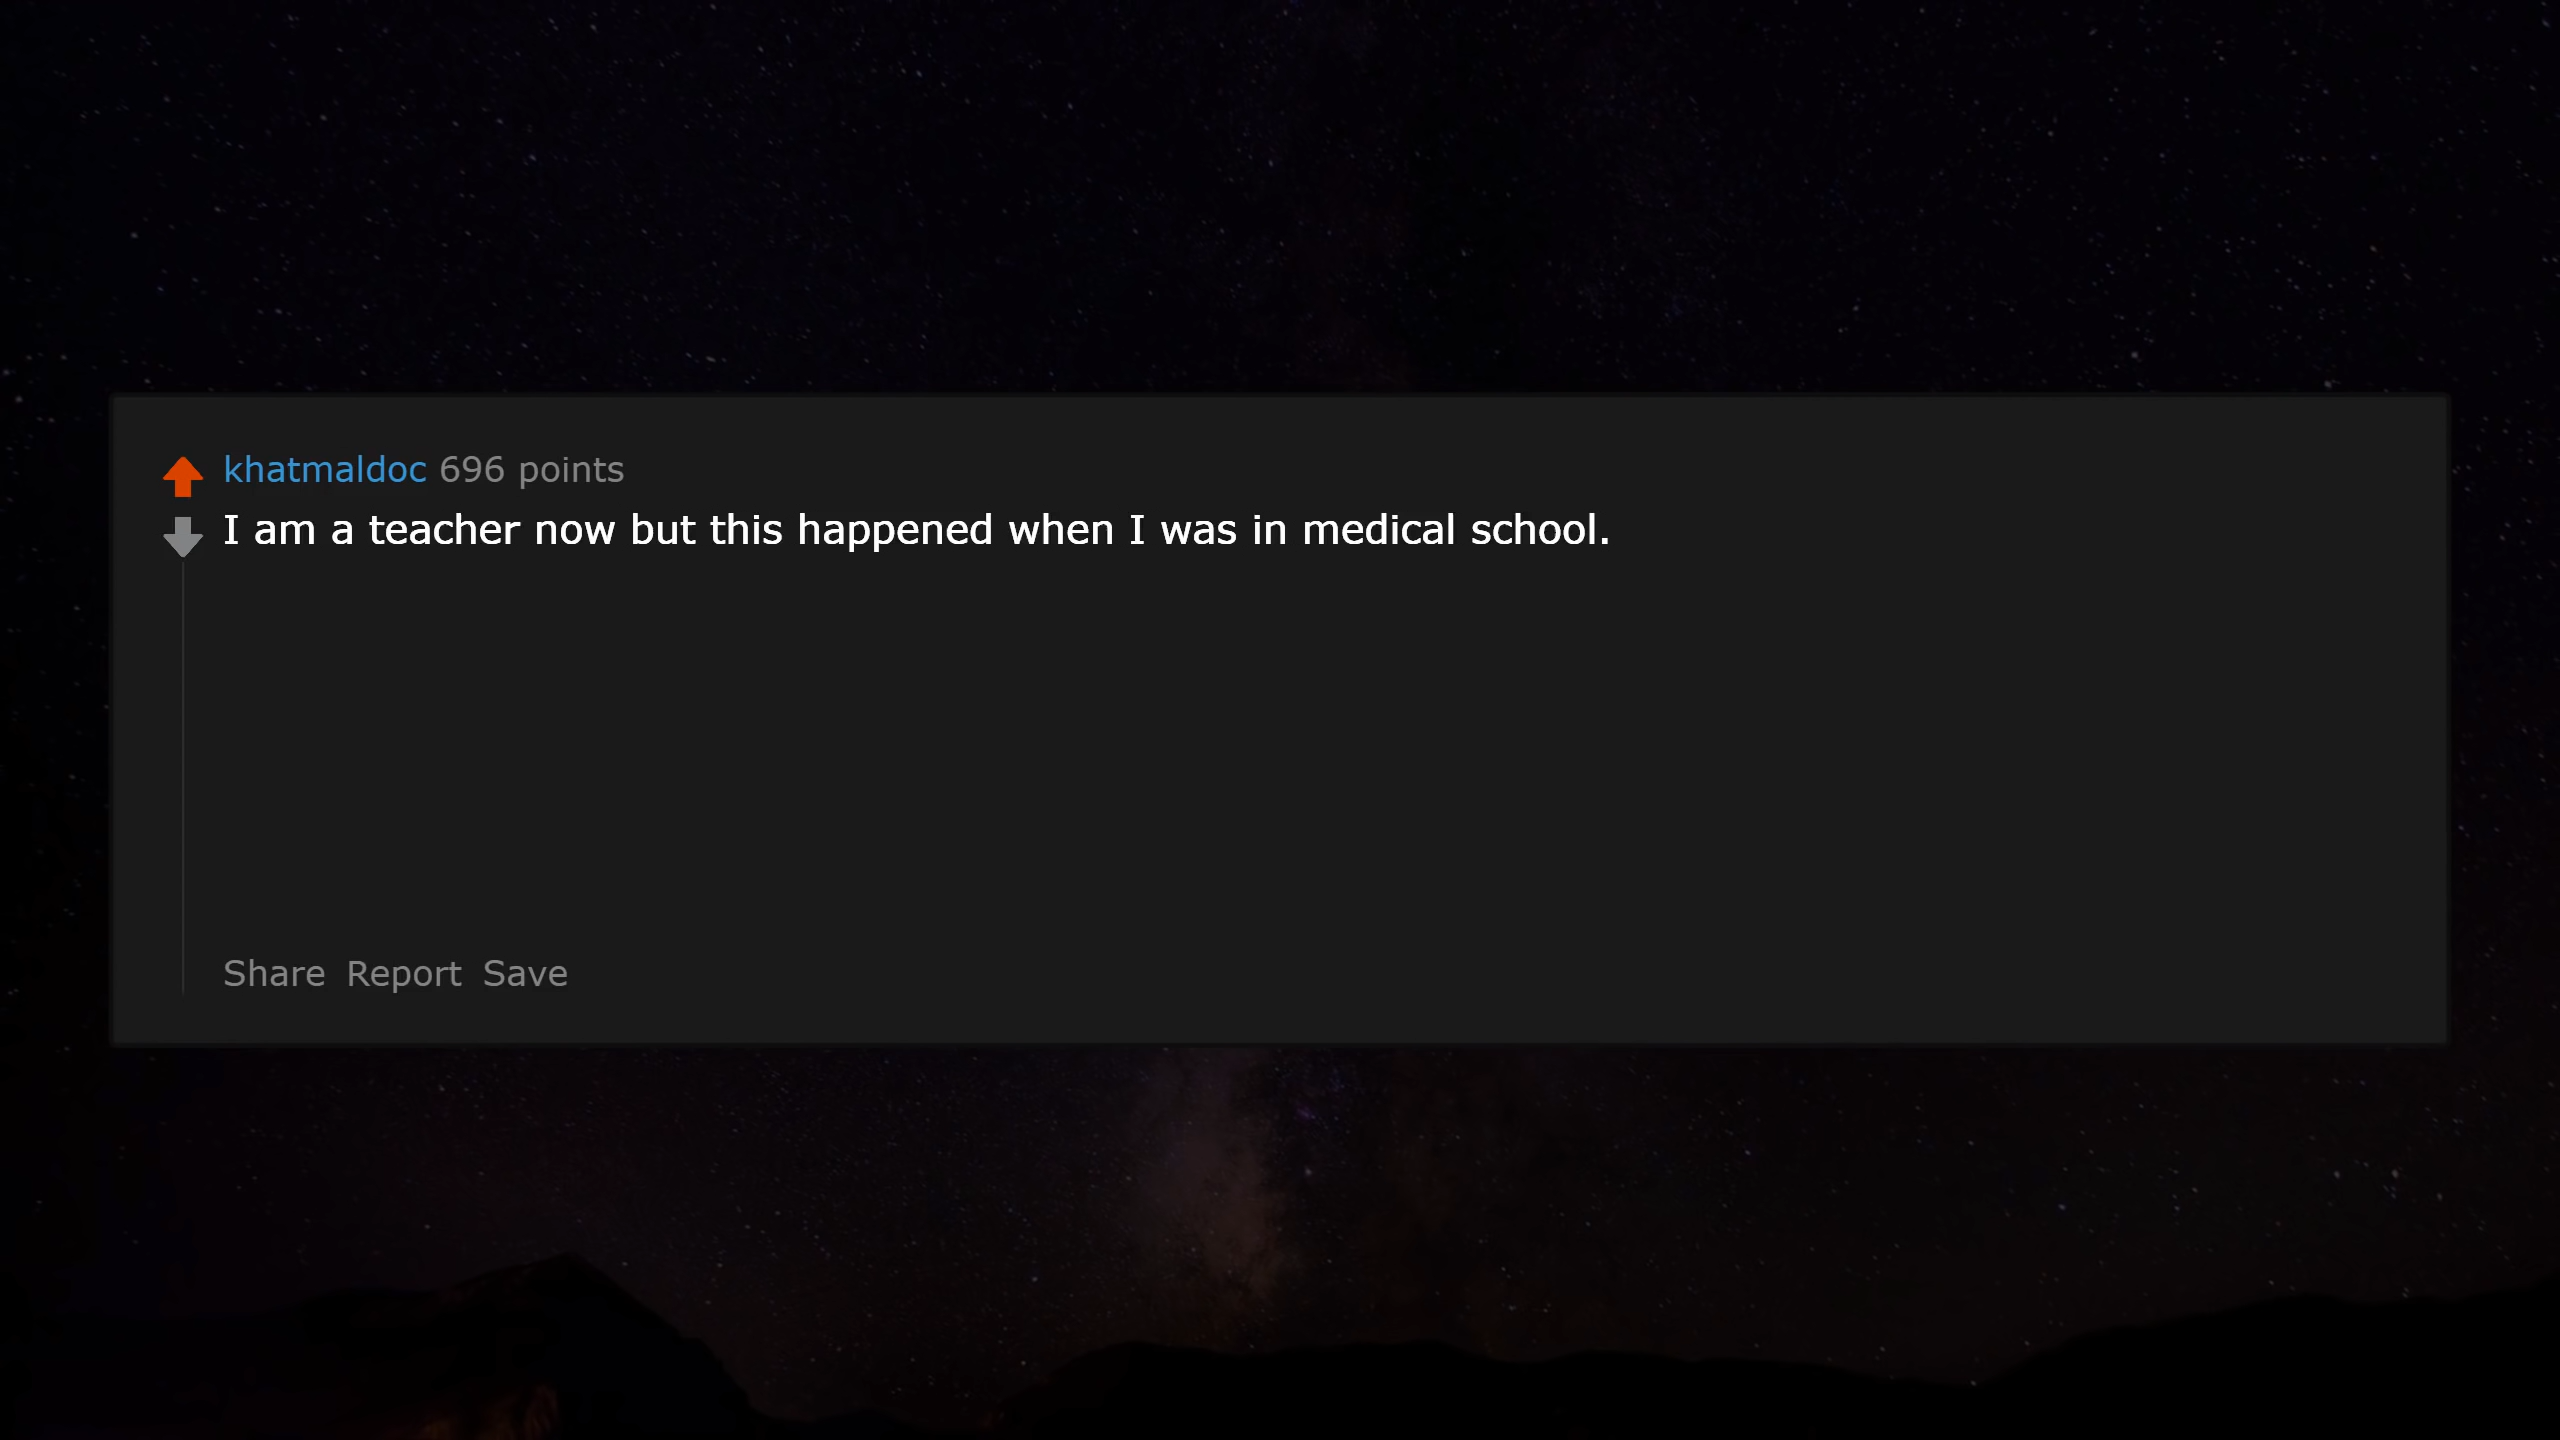 khatmaldoc 696 points
I am a teacher now but this happened when I was in medical school.
Share Report Save